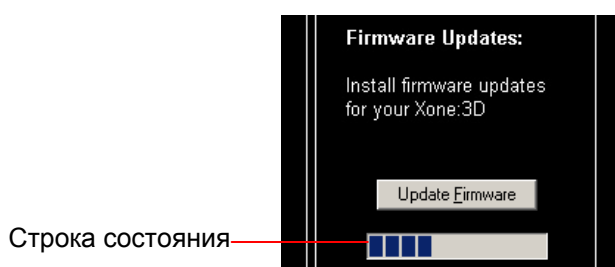 Firmware Updates:
Install firmware updates
for your Xone:3D
Update Firmware
Строка состояния